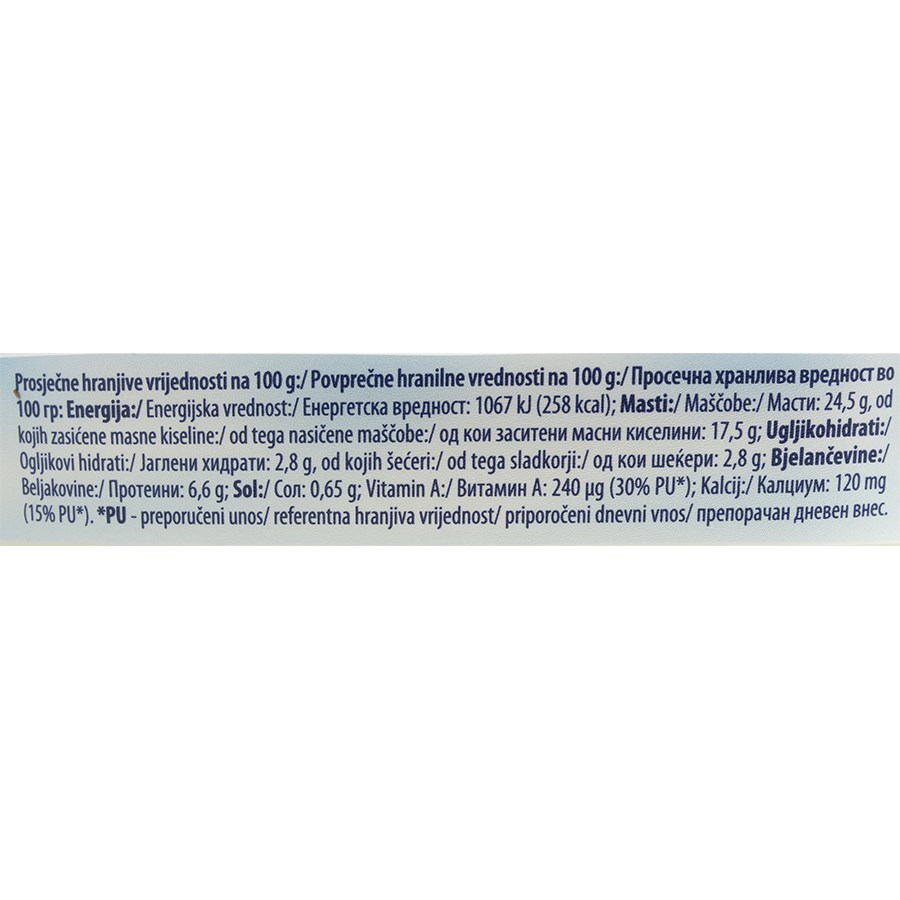 Prosječne hranjive vrijednosti na 100 g:/ Povprečne hranilne vrednosti na 100 g:/ Просечна хранлива вредност во
100 гр: Energija:/ Energijska vrednost:/ Енергетска вредност: 1067 kJ (258 kcal); Masti:/ Maščobe:/ Масти: 24,5 g, od
kojih zasićene masne kiseline:/ od tega nasičene maščobe:/ од кои заситени масни киселини: 17,5 g; Ugljikohidrati:/
Ogljikovi hidrati:/ Јаглени хидрати: 2,8 g, od kojih šećeri:/ od tega sladkorji:/ од кои шеќери: 2,8 g; Bjelančevine:/
Beljakovine:/ Протеини: 6,6 g; Sol:/ Сол: 0,65 g; Vitamin A:/ Витамин А: 240 µg (30% PU*); Kalcij:/ Калциум: 120 mg
(15% PU*). *PU - preporučeni unos/ referentna hranjiva vrijednost/ priporočeni dnevni vnos/ препорачан дневен внес.